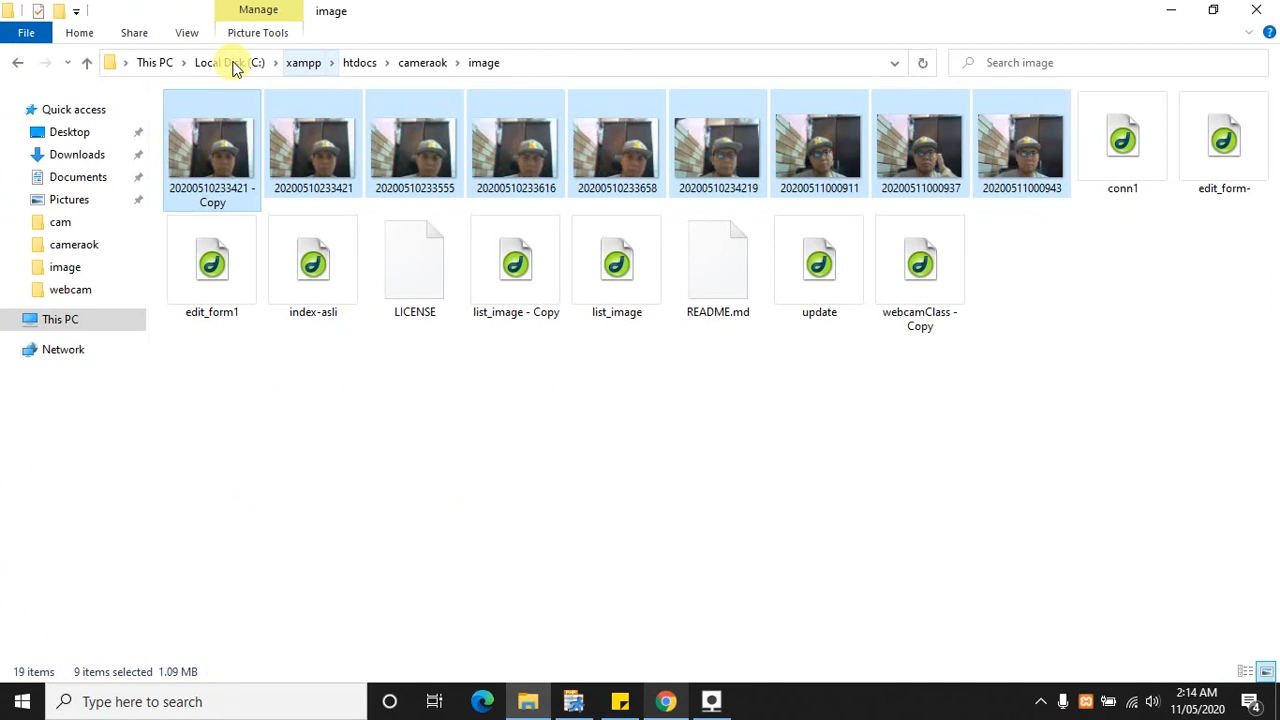 Manage
image
File
Home
Share
View
Picture Tools
This PC
Local Disk (C:)
xampp
htdocs
cameraok
image
Search image
Quick access
Desktop
Downloads
Documents
Pictures
cam
cameraok
image
webcam
This PC
Network
20200510233421 - Copy
20200510233421
20200510233555
20200510233616
20200510233658
20200510234219
20200511000911
20200511000937
20200511000943
conn1
edit_form-
edit_form1
index-asli
LICENSE
list_image - Copy
list_image
README.md
update
webcamClass - Copy
19 items
9 items selected 1.09 MB
Type here to search
2:14 AM
11/05/2020
4